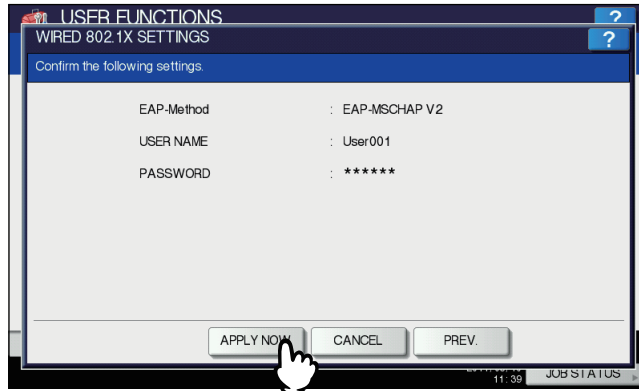 USER FUNCTIONS
?
WIRED 802.1X SETTINGS
?
Confirm the following settings.
EAP-Method : EAP-MSCHAP V2
USER NAME : User001
PASSWORD : ******
APPLY NOW CANCEL PREV.
11:39 JOB STATUS